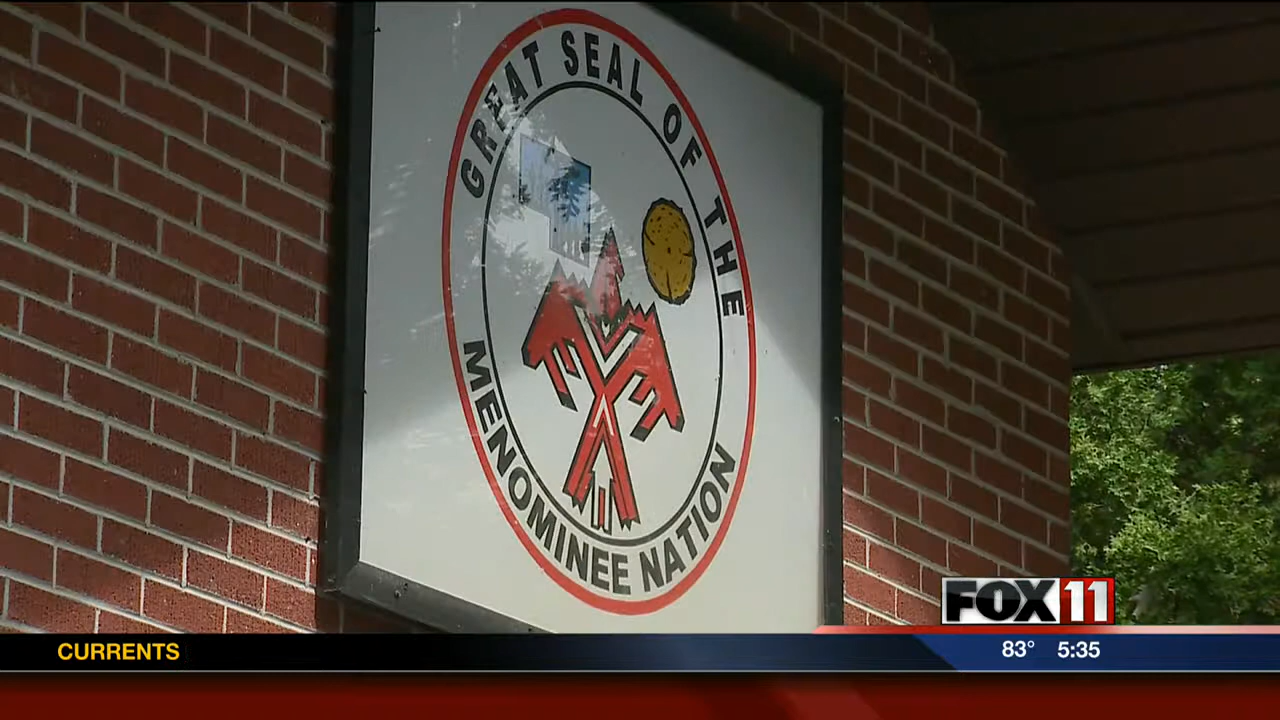 GREAT SEAL OF THE
MENOMINEE NATION
FOX 11
CURRENTS
83° 5:35